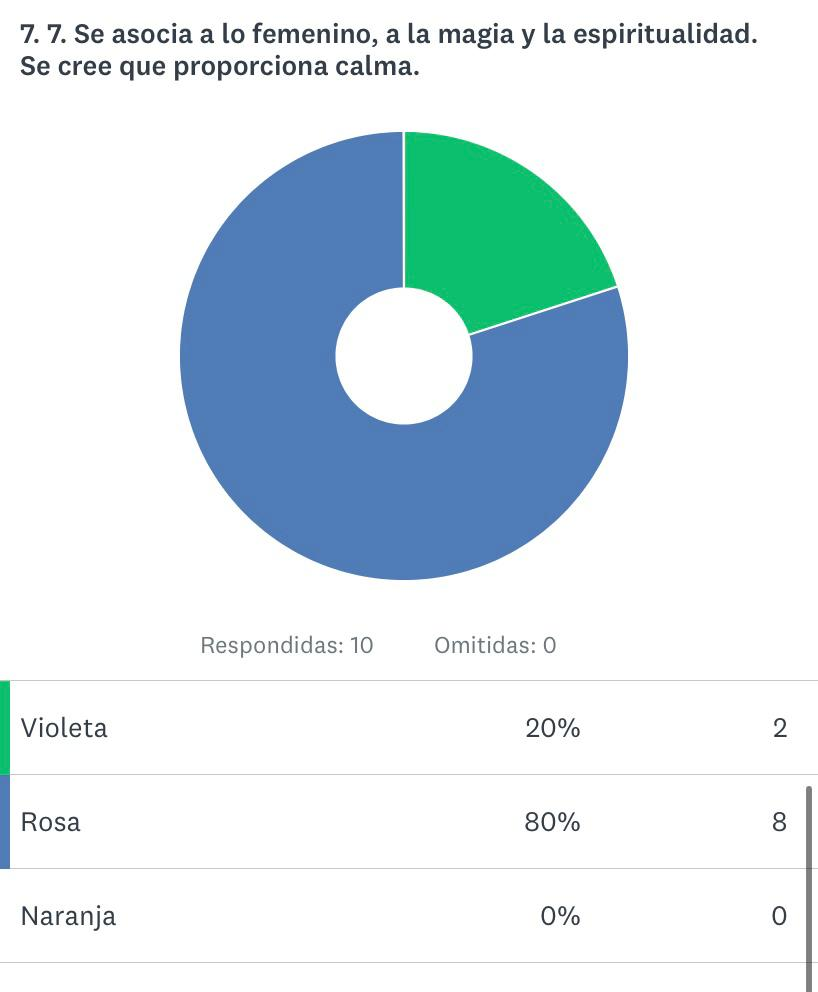 7. 7. Se asocia a lo femenino, a la magia y la espiritualidad.
Se cree que proporciona calma.
Respondidas: 10 Omitidas: 0
Violeta 20% 2
Rosa 80% 8
Naranja 0% 0